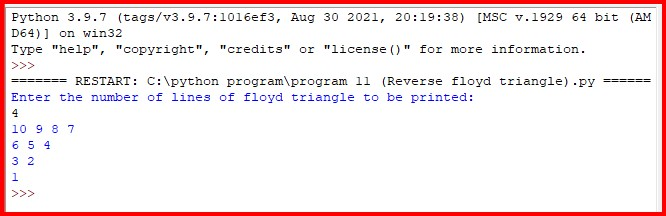 Python 3.9.7 (tags/v3.9.7:1016ef3, Aug 30 2021, 20:19:38) [MSC v.1929 64 bit (AM
D64)] on win32
Type "help", "copyright", "credits" or "license()" for more information.
>>>
======= RESTART: C:\python program\program 11 (Reverse floyd triangle).py ======
Enter the number of lines of floyd triangle to be printed:
4
10 9 8 7
6 5 4
3 2
1
>>>